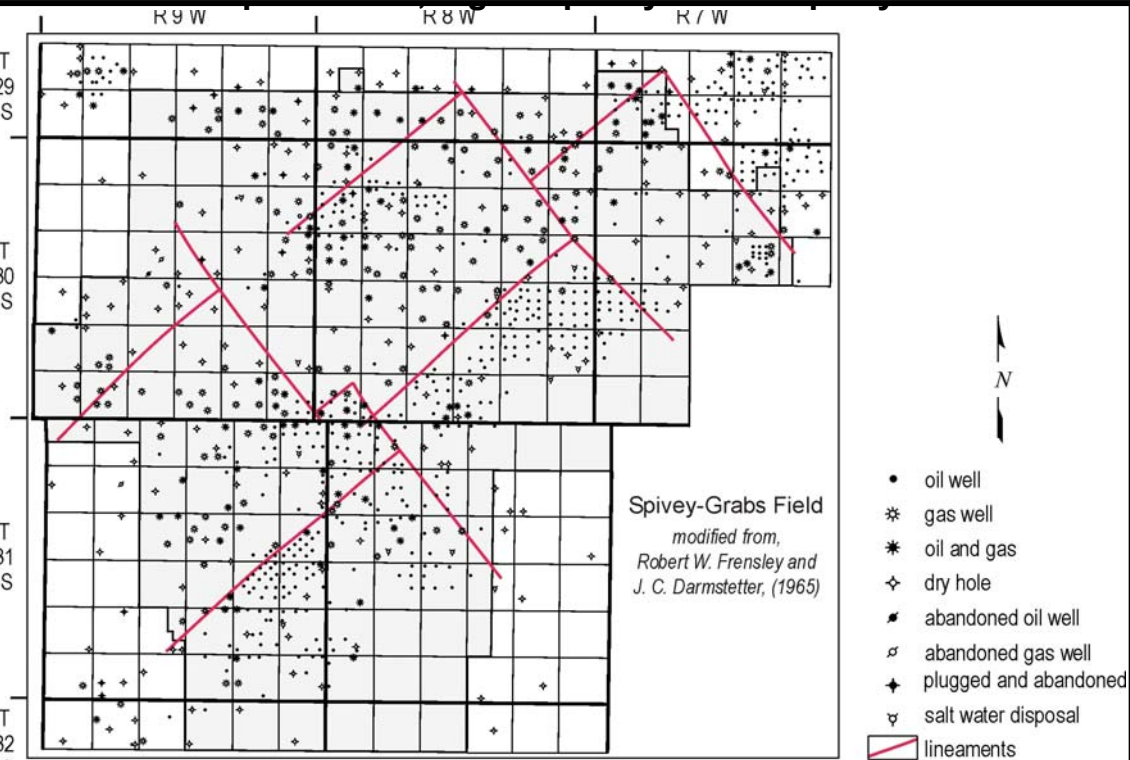 R 9 W R 8 W R 7 W
T
29
S
T
30
S
T
31
S
T
32
Spivey-Grabs Field
modified from,
Robert W. Frensley and
J. C. Darmstetter, (1965)
N
oil well
gas well
oil and gas
dry hole
abandoned oil well
abandoned gas well
plugged and abandoned
salt water disposal
lineaments